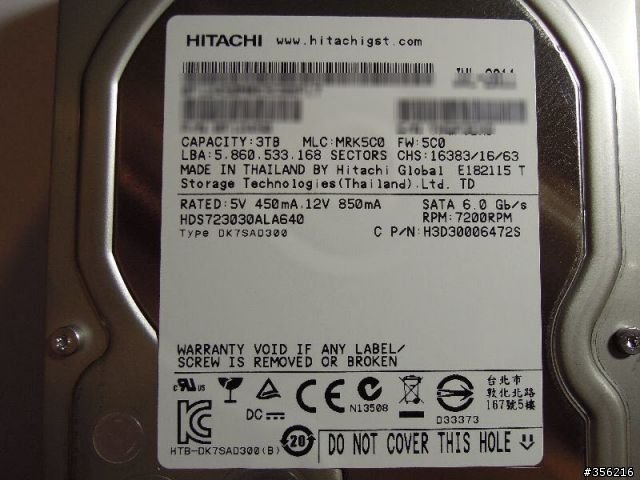 HITACHI www.hitachigst.com
CAPACITY:3TB MLC:MRK5C0 FW:5C0
LBA:5.860.533.168 SECTORS CHS:16383/16/63
MADE IN THAILAND BY Hitachi Global E182115 T
Storage Technologies(Thailand).Ltd. TD
RATED:5V 450mA.12V 850mA SATA 6.0 Gb/s
HDS723030ALA640 RPM:7200RPM
Type DK7SAD300 C P/N:H3D30006472S
WARRANTY VOID IF ANY LABEL/
SCREW IS REMOVED OR BROKEN
c RU us CE N13508 D33373
台北市
敦化北路
167號5樓
DC
HTB-DK7SAD300(B) 20 DO NOT COVER THIS HOLE
#356216